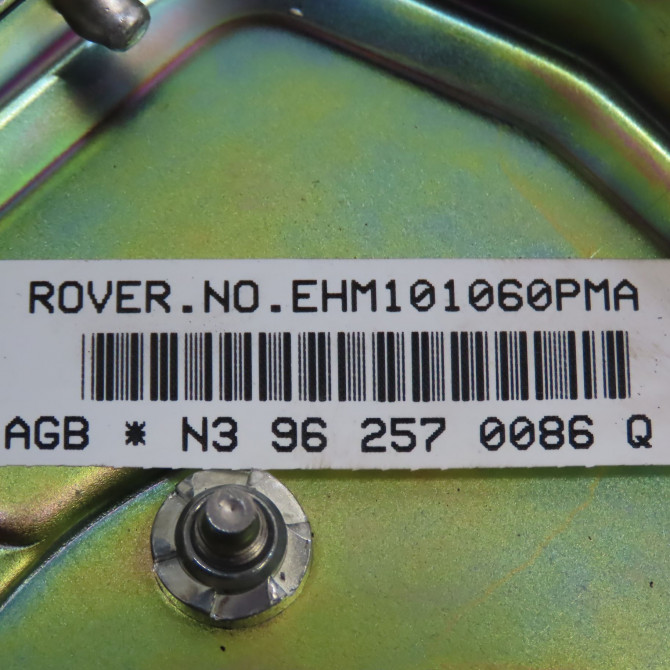 ROVER.NO.EHM101060PMA
AGB * N3 96 257 0086 Q